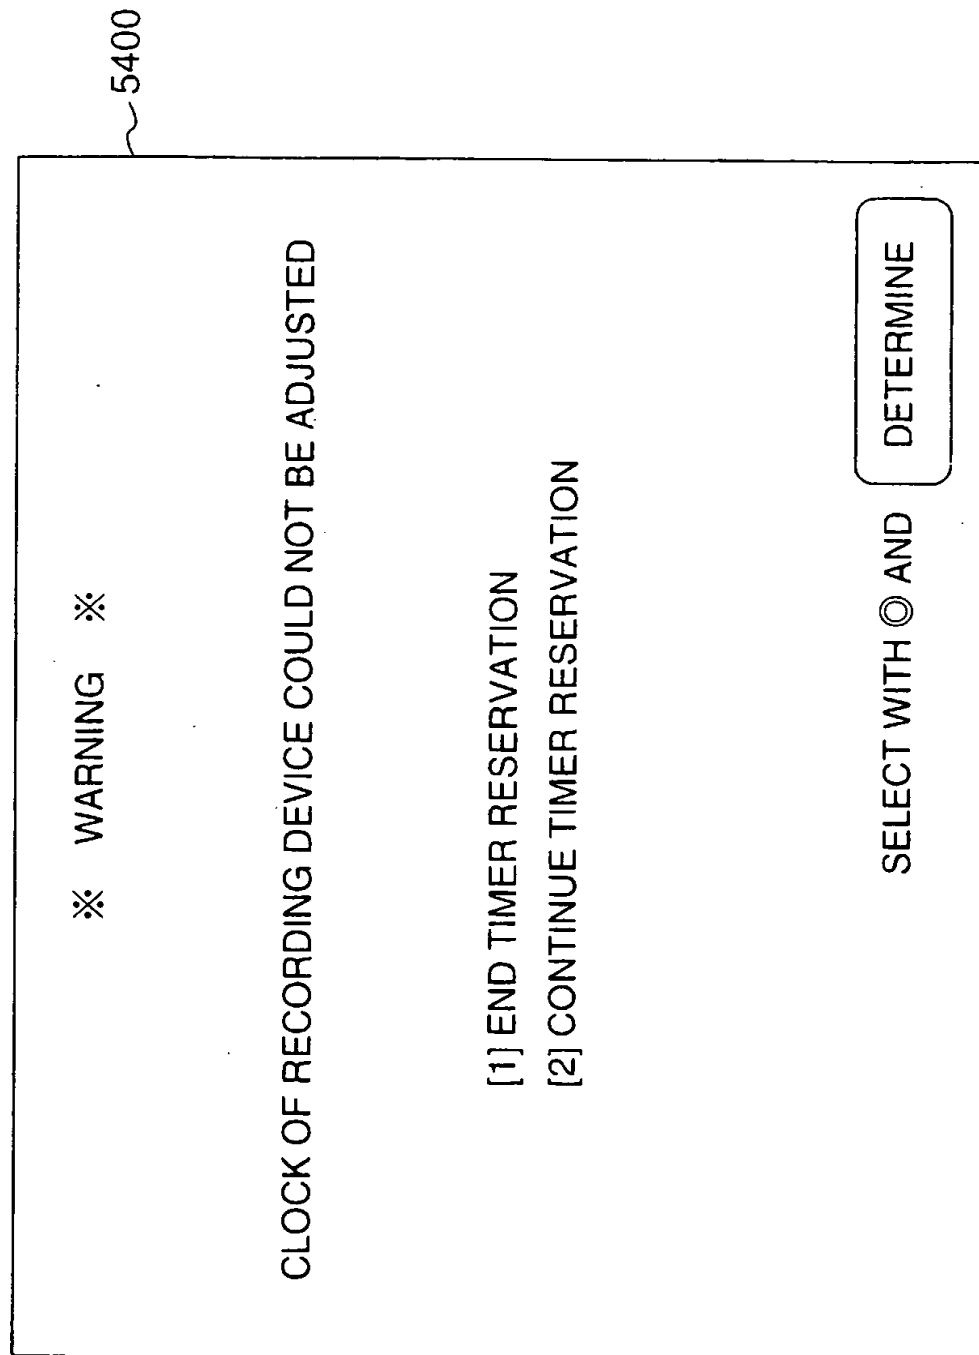 5400
※ WARNING ※
CLOCK OF RECORDING DEVICE COULD NOT BE ADJUSTED
[1] END TIMER RESERVATION
[2] CONTINUE TIMER RESERVATION
SELECT WITH ◎ AND DETERMINE